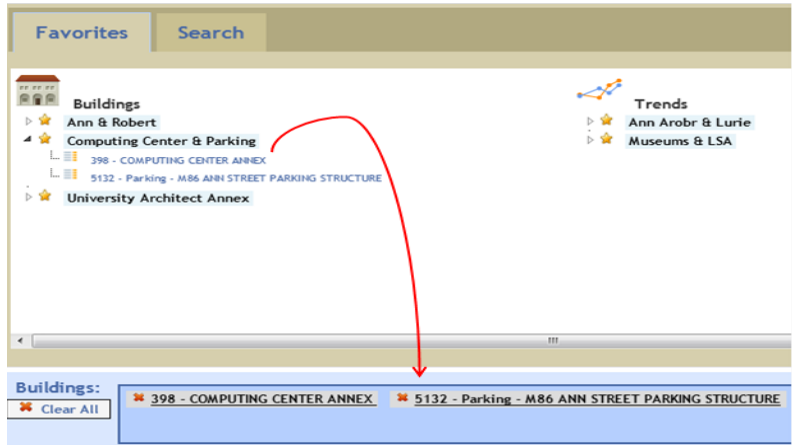 Favorites Search
Buildings
Ann & Robert
Computing Center & Parking
398 - COMPUTING CENTER ANNEX
5132 - Parking - M86 ANN STREET PARKING STRUCTURE
University Architect Annex
Trends
Ann Arobr & Lurie
Museums & LSA
Buildings:
Clear All
398 - COMPUTING CENTER ANNEX 5132 - Parking - M86 ANN STREET PARKING STRUCTURE